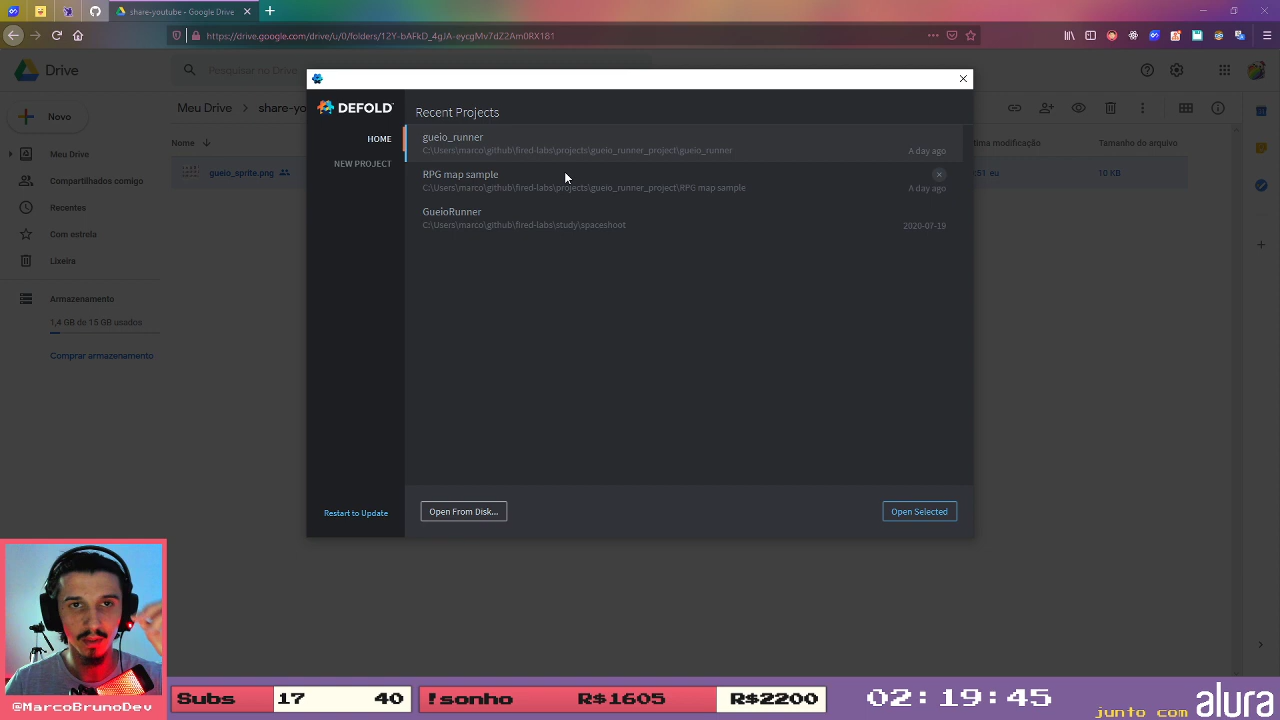 share-youtube - Google Drive
https://drive.google.com/drive/u/0/folders/12Y-bAFkD_4gJA-eycgMv7dZ2Am0RX181
Drive
Pesquisar no Drive
Novo
Meu Drive
Compartilhados comigo
Recentes
Com estrela
Lixeira
Armazenamento
1,4 GB de 15 GB usados
Comprar armazenamento
Meu Drive
share-yo
Nome
tima modificação
Tamanho do arquivo
gueio_sprite.png
51 eu
10 KB
DEFOLD
HOME
NEW PROJECT
Restart to Update
Recent Projects
gueio_runner
C:\Users\marco\github\fired-labs\projects\gueio_runner_project\gueio_runner
A day ago
RPG map sample
C:\Users\marco\github\fired-labs\projects\gueio_runner_project\RPG map sample
A day ago
GueioRunner
C:\Users\marco\github\fired-labs\study\spaceshoot
2020-07-19
Open From Disk...
Open Selected
@MarcoBrunoDev
Subs 17 40
!sonho R$1605 R$2200
02:19:45
junto com alura